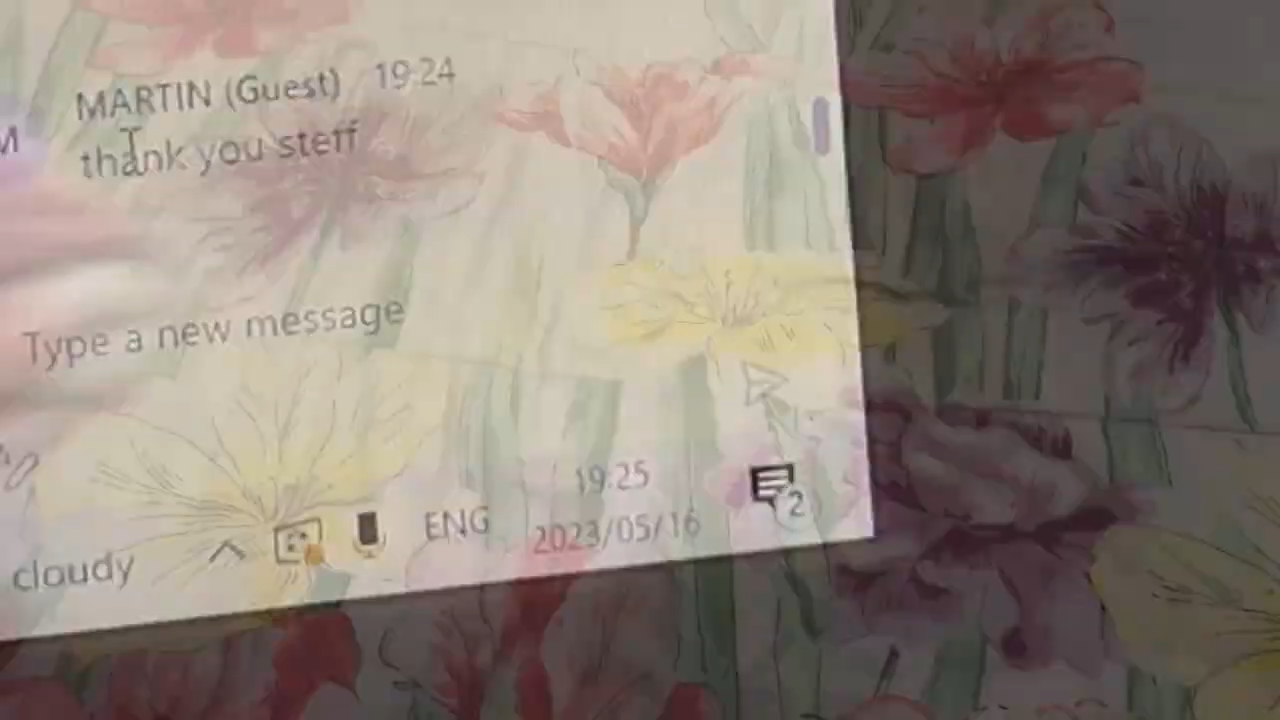 MARTIN (Guest) 19:24
M
thank you steff
Type a new message
19:25
cloudy
ENG
2023/05/16
2